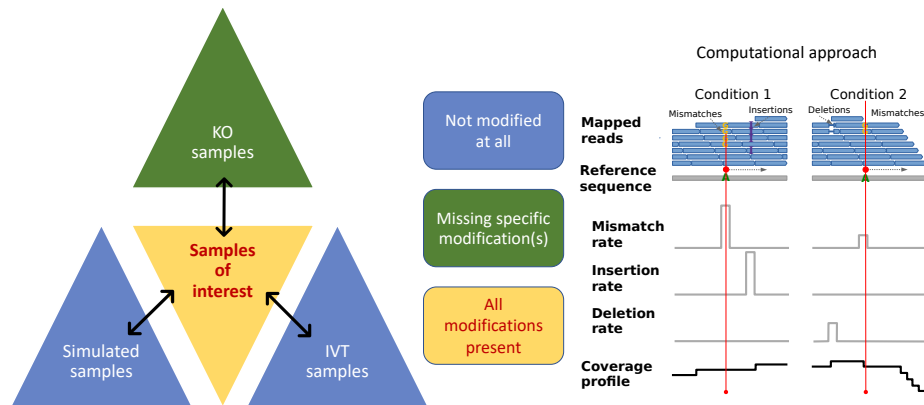 KO
samples
Samples
of
interest
Simulated
samples
IVT
samples
Not modified
at all
Missing specific
modification(s)
All
modifications
present
Computational approach
Condition 1
Condition 2
Mismatches
Insertions
Deletions
Mismatches
Mapped
reads
Reference
sequence
A
A
Mismatch
rate
Insertion
rate
Deletion
rate
Coverage
profile